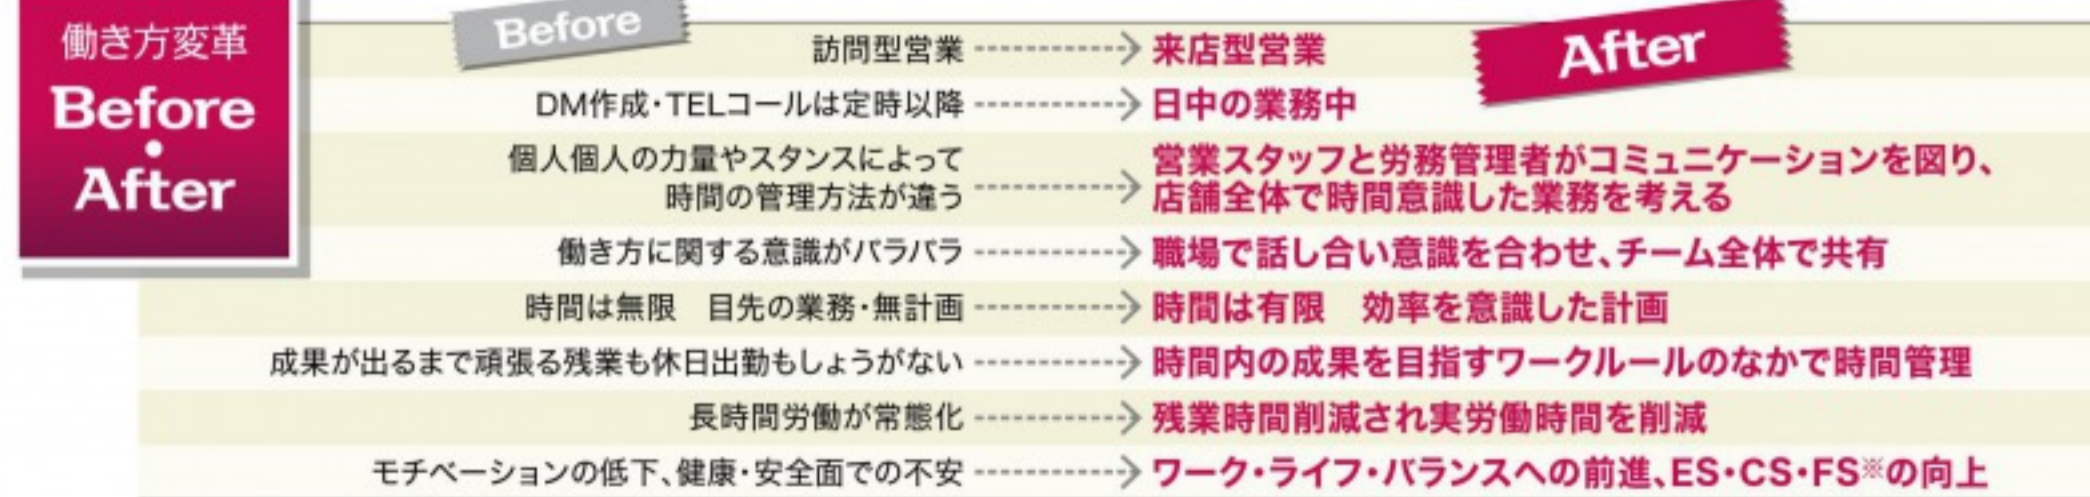 働き方変革
Before
・
After
Before
After
訪問型営業 → 来店型営業
DM作成・TELコールは定時以降 → 日中の業務中
個人個人の力量やスタンスによって
時間の管理方法が違う → 営業スタッフと労務管理者がコミュニケーションを図り、
店舗全体で時間意識した業務を考える
働き方に関する意識がバラバラ → 職場で話し合い意識を合わせ、チーム全体で共有
時間は無限　目先の業務・無計画 → 時間は有限　効率を意識した計画
成果が出るまで頑張る残業も休日出勤もしょうがない → 時間内の成果を目指すワークルールのなかで時間管理
長時間労働が常態化 → 残業時間削減され実労働時間を削減
モチベーションの低下、健康・安全面での不安 → ワーク・ライフ・バランスへの前進、ES・CS・FS※の向上